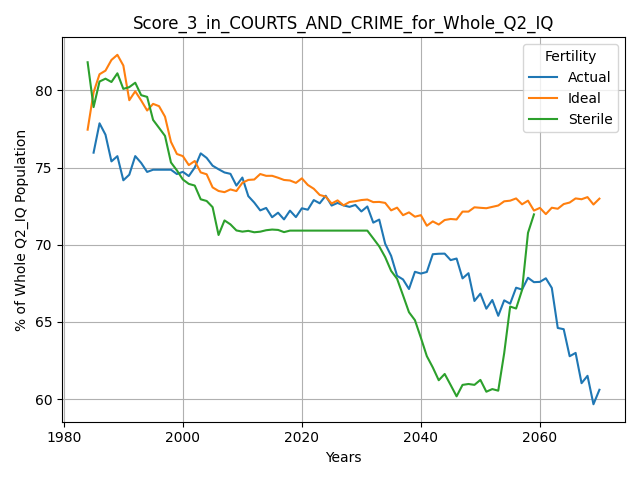 Score_3_in_COURTS_AND_CRIME_for_Whole_Q2_IQ
% of Whole Q2_IQ Population
80
75
70
65
60
1980
2000
2020
2040
2060
Years
Fertility
Actual
Ideal
Sterile